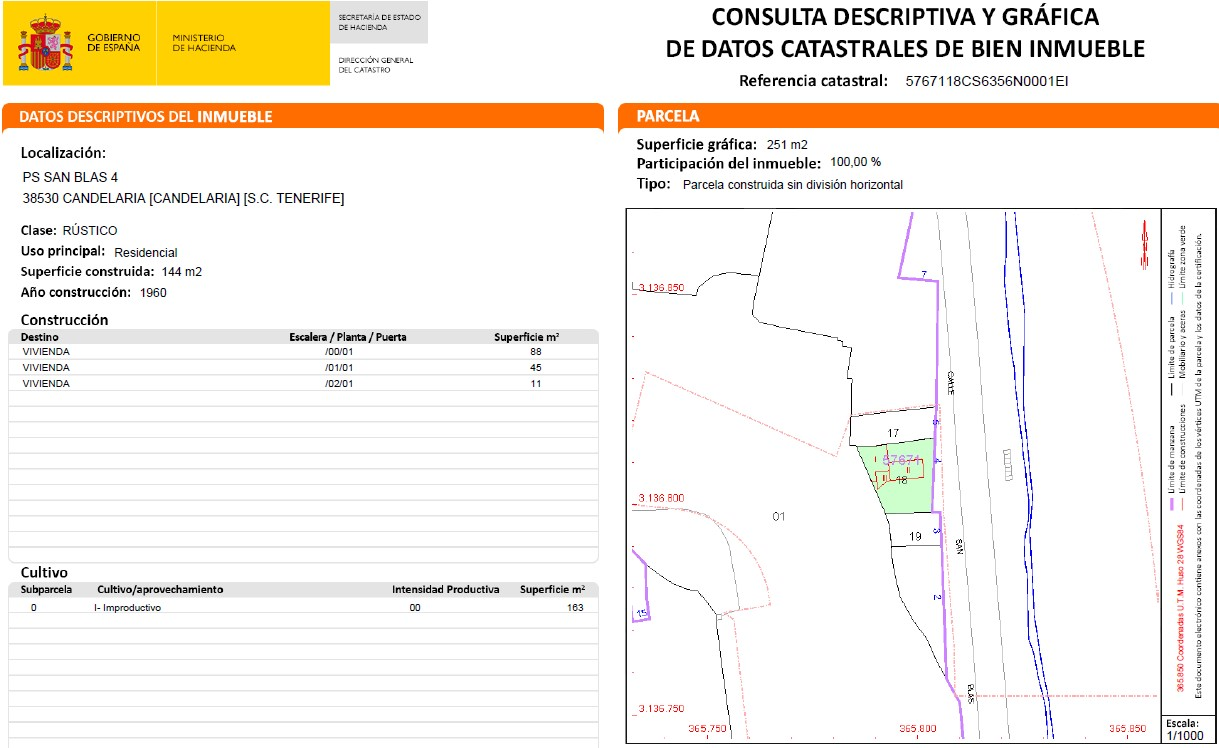 GOBIERNO
DE ESPAÑA
MINISTERIO
DE HACIENDA
SECRETARÍA DE ESTADO
DE HACIENDA
DIRECCIÓN GENERAL
DEL CATASTRO
CONSULTA DESCRIPTIVA Y GRÁFICA
DE DATOS CATASTRALES DE BIEN INMUEBLE
Referencia catastral: 5767118CS6356N0001EI
DATOS DESCRIPTIVOS DEL INMUEBLE
Localización:
PS SAN BLAS 4
38530 CANDELARIA [CANDELARIA] [S.C. TENERIFE]
Clase: RÚSTICO
Uso principal: Residencial
Superficie construida: 144 m2
Año construcción: 1960
Construcción
Destino Escalera / Planta / Puerta Superficie m²
VIVIENDA /00/01 88
VIVIENDA /01/01 45
VIVIENDA /02/01 11
Cultivo
Subparcela Cultivo/aprovechamiento Intensidad Productiva Superficie m²
0 I- Improductivo 00 163
PARCELA
Superficie gráfica: 251 m2
Participación del inmueble: 100,00 %
Tipo: Parcela construida sin división horizontal
7
3.136.850
CALLE
5
17
57671
4
I
II
II
18
3.136.800
01
3
19
SAN
2
15
BLAS
3.136.750
365.750
365.800
365.850
Hidrografía
Límite zona verde
Límite de parcela
Mobiliario y aceras
Límite de manzana
Límite de construcciones
365.850 Coordenadas U.T.M. Huso 28 WGS84
Este documento electrónico contiene anexos con las coordenadas de los vértices UTM de la parcela y los datos de la certificación.
Escala:
1/1000